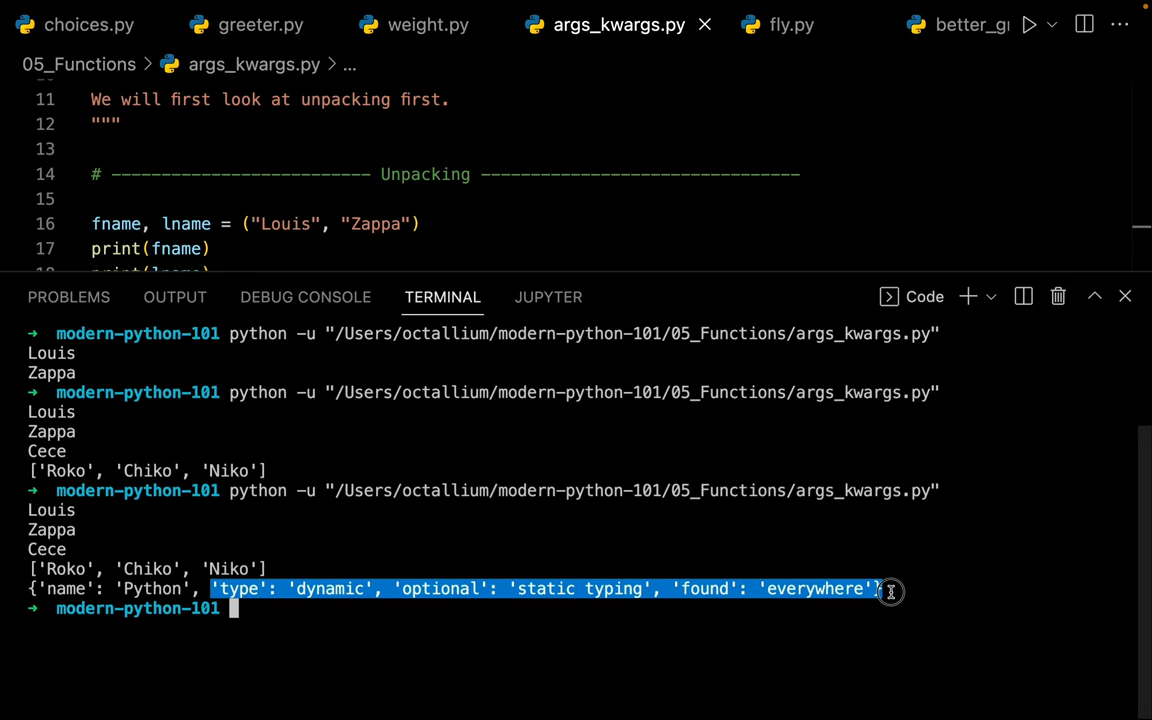 choices.py greeter.py weight.py args_kwargs.py fly.py better_g
05_Functions > args_kwargs.py > ...
11 We will first look at unpacking first.
12 """
13
14 # -------------------------- Unpacking --------------------------------
15
16 fname, lname = ("Louis", "Zappa")
17 print(fname)
PROBLEMS OUTPUT DEBUG CONSOLE TERMINAL JUPYTER Code
→ modern-python-101 python -u "/Users/octallium/modern-python-101/05_Functions/args_kwargs.py"
Louis
Zappa
→ modern-python-101 python -u "/Users/octallium/modern-python-101/05_Functions/args_kwargs.py"
Louis
Zappa
Cece
['Roko', 'Chiko', 'Niko']
→ modern-python-101 python -u "/Users/octallium/modern-python-101/05_Functions/args_kwargs.py"
Louis
Zappa
Cece
['Roko', 'Chiko', 'Niko']
{'name': 'Python', 'type': 'dynamic', 'optional': 'static typing', 'found': 'everywhere'}
→ modern-python-101